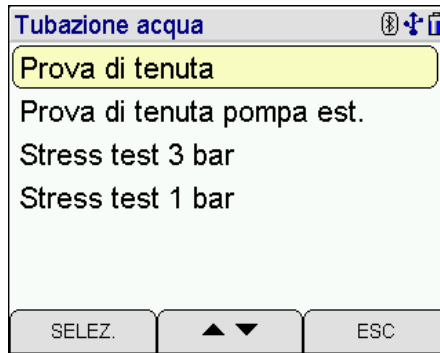 Tubazione acqua
Prova di tenuta
Prova di tenuta pompa est.
Stress test 3 bar
Stress test 1 bar
SELEZ. ▲ ▼ ESC